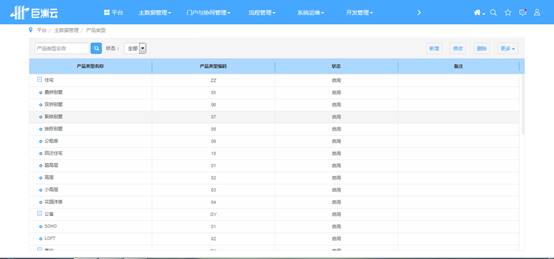 巨洲云 平台 主数据管理 门户与协同管理 流程管理 系统运维 开发管理
平台 / 主数据管理 / 产品类型
产品类型名称 状态： 全部 新增 修改 删除 更多
产品类型名称 产品类型编码 状态 备注
住宅 ZZ 启用
叠拼别墅 05 启用
双拼别墅 06 启用
联排别墅 07 启用
独栋别墅 08 启用
公租房 09 启用
回迁住宅 10 启用
超高层 01 启用
高层 02 启用
小高层 03 启用
花园洋房 04 启用
公寓 GY 启用
SOHO 01 启用
LOFT 02 启用